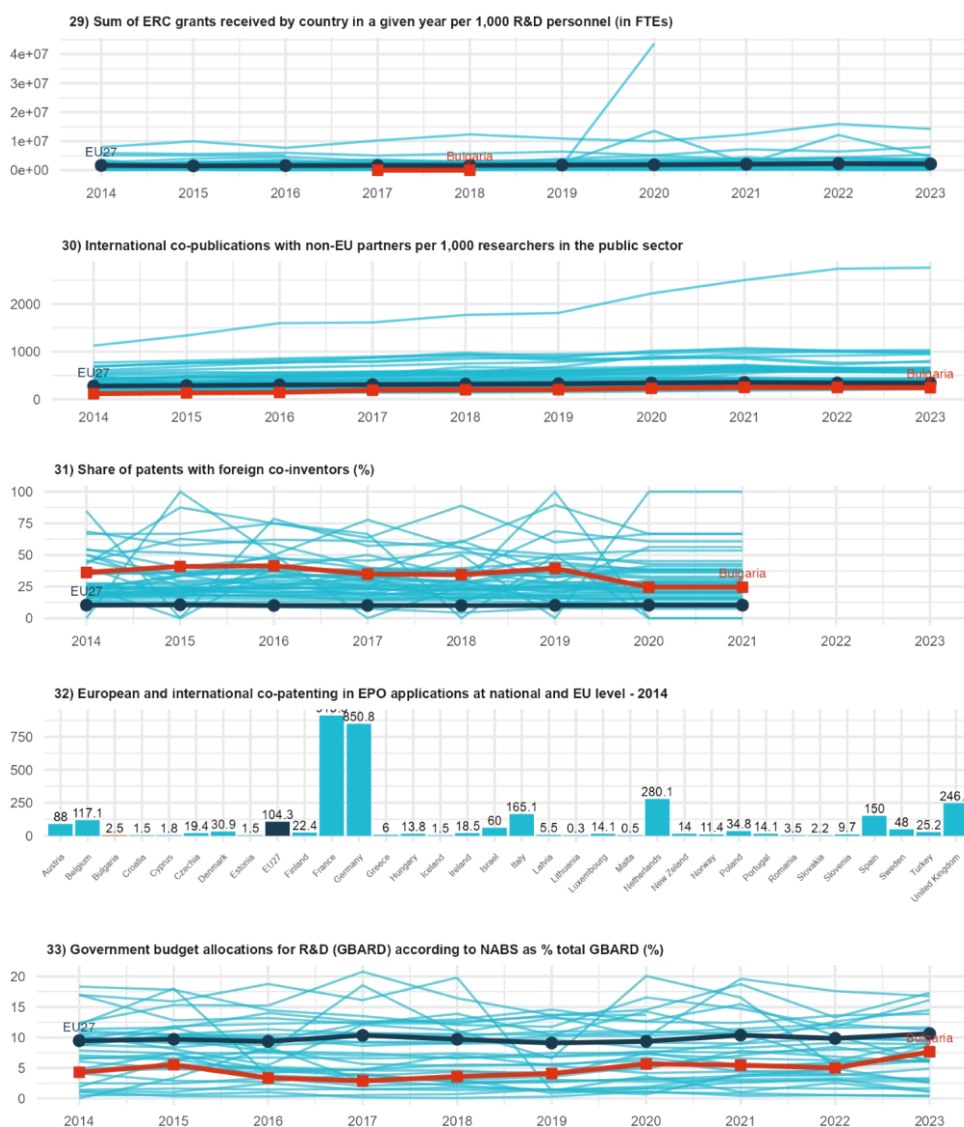 29) Sum of ERC grants received by country in a given year per 1,000 R&D personnel (in FTEs)
4e+07
3e+07
2e+07
1e+07
0e+00
EU27
Bulgaria
2014 2015 2016 2017 2018 2019 2020 2021 2022 2023
30) International co-publications with non-EU partners per 1,000 researchers in the public sector
2000
1000
0
EU27
Bulgaria
2014 2015 2016 2017 2018 2019 2020 2021 2022 2023
31) Share of patents with foreign co-inventors (%)
100
75
50
25
0
EU27
Bulgaria
2014 2015 2016 2017 2018 2019 2020 2021 2022 2023
32) European and international co-patenting in EPO applications at national and EU level - 2014
750
500
250
0
88 117.1 2.5 1.5 1.8 19.4 30.9 1.5 104.3 22.4 850.8 6 13.8 1.5 18.5 60 165.1 5.5 0.3 14.1 0.5 280.1 14 11.4 34.8 14.1 3.5 2.2 9.7 150 48 25.2 246.
Austria Belgium Bulgaria Croatia Cyprus Czechia Denmark Estonia EU27 Finland France Germany Greece Hungary Iceland Ireland Israel Italy Latvia Lithuania Luxembourg Malta Netherlands New Zeland Norway Poland Portugal Romania Slovakia Slovenia Spain Sweden Turkey United Kingdom
33) Government budget allocations for R&D (GBARD) according to NABS as % total GBARD (%)
20
15
10
5
0
EU27
Bulgaria
2014 2015 2016 2017 2018 2019 2020 2021 2022 2023